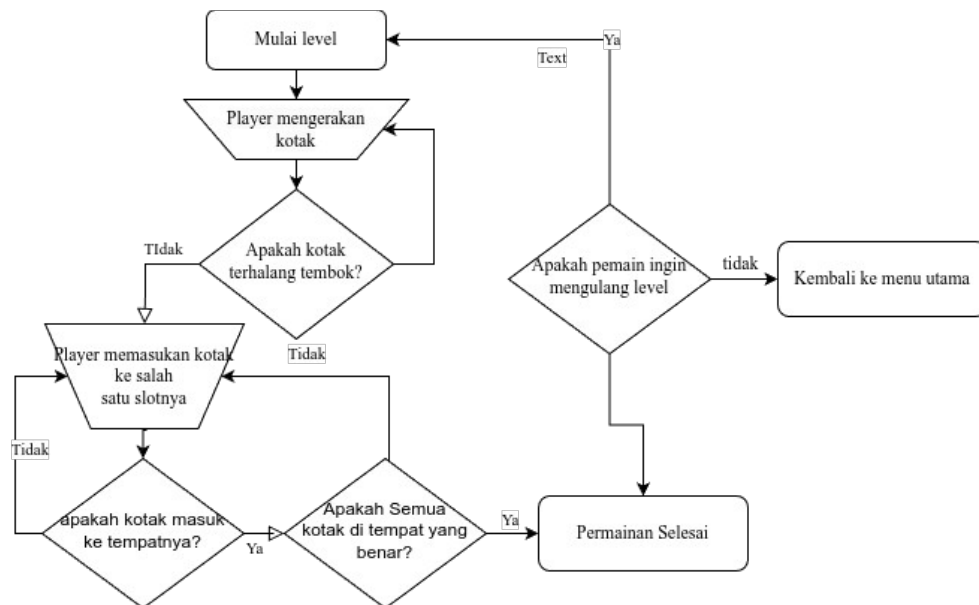 Mulai level
Ya
Text
Player mengerakan
kotak
Apakah kotak
terhalang tembok?
TIdak
Apakah pemain ingin
mengulang level
tidak
Kembali ke menu utama
Player memasukan kotak
ke salah
satu slotnya
Tidak
Tidak
apakah kotak masuk
ke tempatnya?
Ya
Apakah Semua
kotak di tempat yang
benar?
Ya
Permainan Selesai